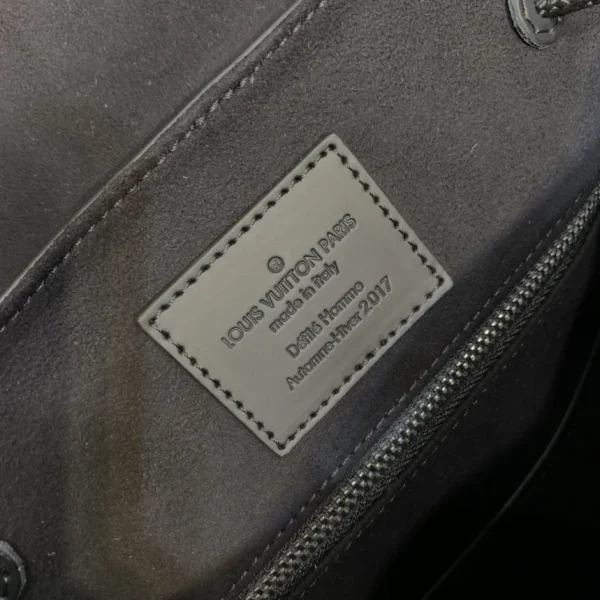 LOUIS VUITTON PARIS
made in Italy
Défilé Homme
Automne-Hiver 2017